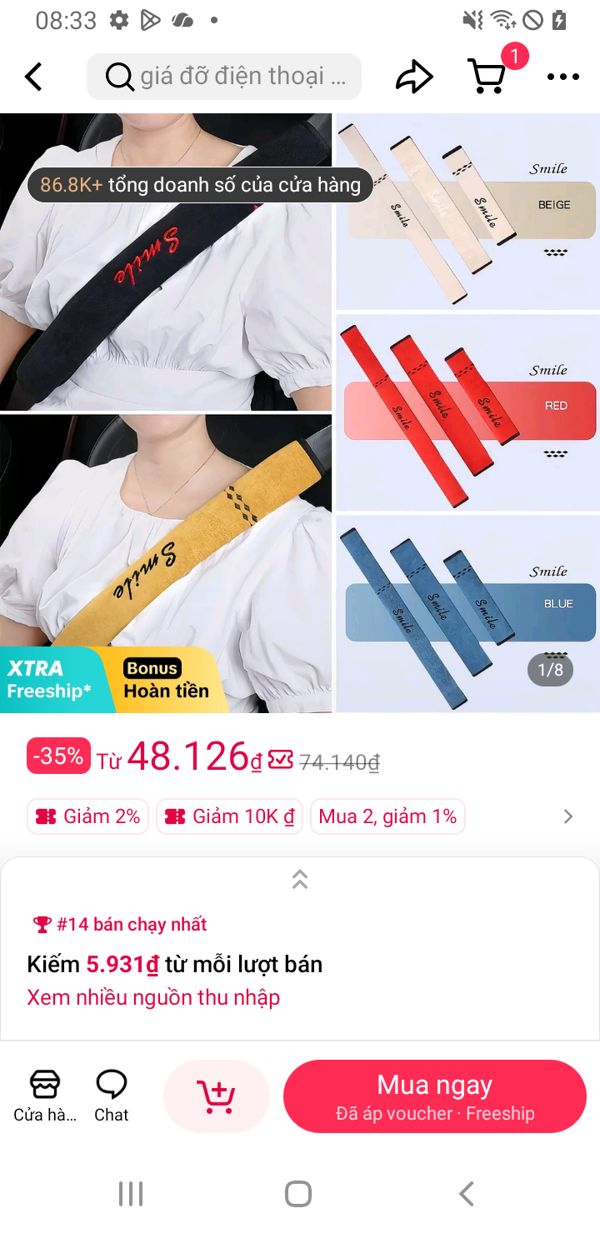 08:33
giá đỡ điện thoại ...
1
86.8K+ tổng doanh số của cửa hàng
Smile
Smile
Smile
BEIGE
Smile
Smile
Smile
RED
Smile
Smile
Smile
Smile
Smile
BLUE
Smile
Smile
Smile
1/8
XTRA
Freeship*
Bonus
Hoàn tiền
-35% Từ 48.126₫ 74.140₫
Giảm 2% Giảm 10K ₫ Mua 2, giảm 1%
#14 bán chạy nhất
Kiếm 5.931₫ từ mỗi lượt bán
Xem nhiều nguồn thu nhập
Cửa hà...
Chat
Mua ngay
Đã áp voucher · Freeship